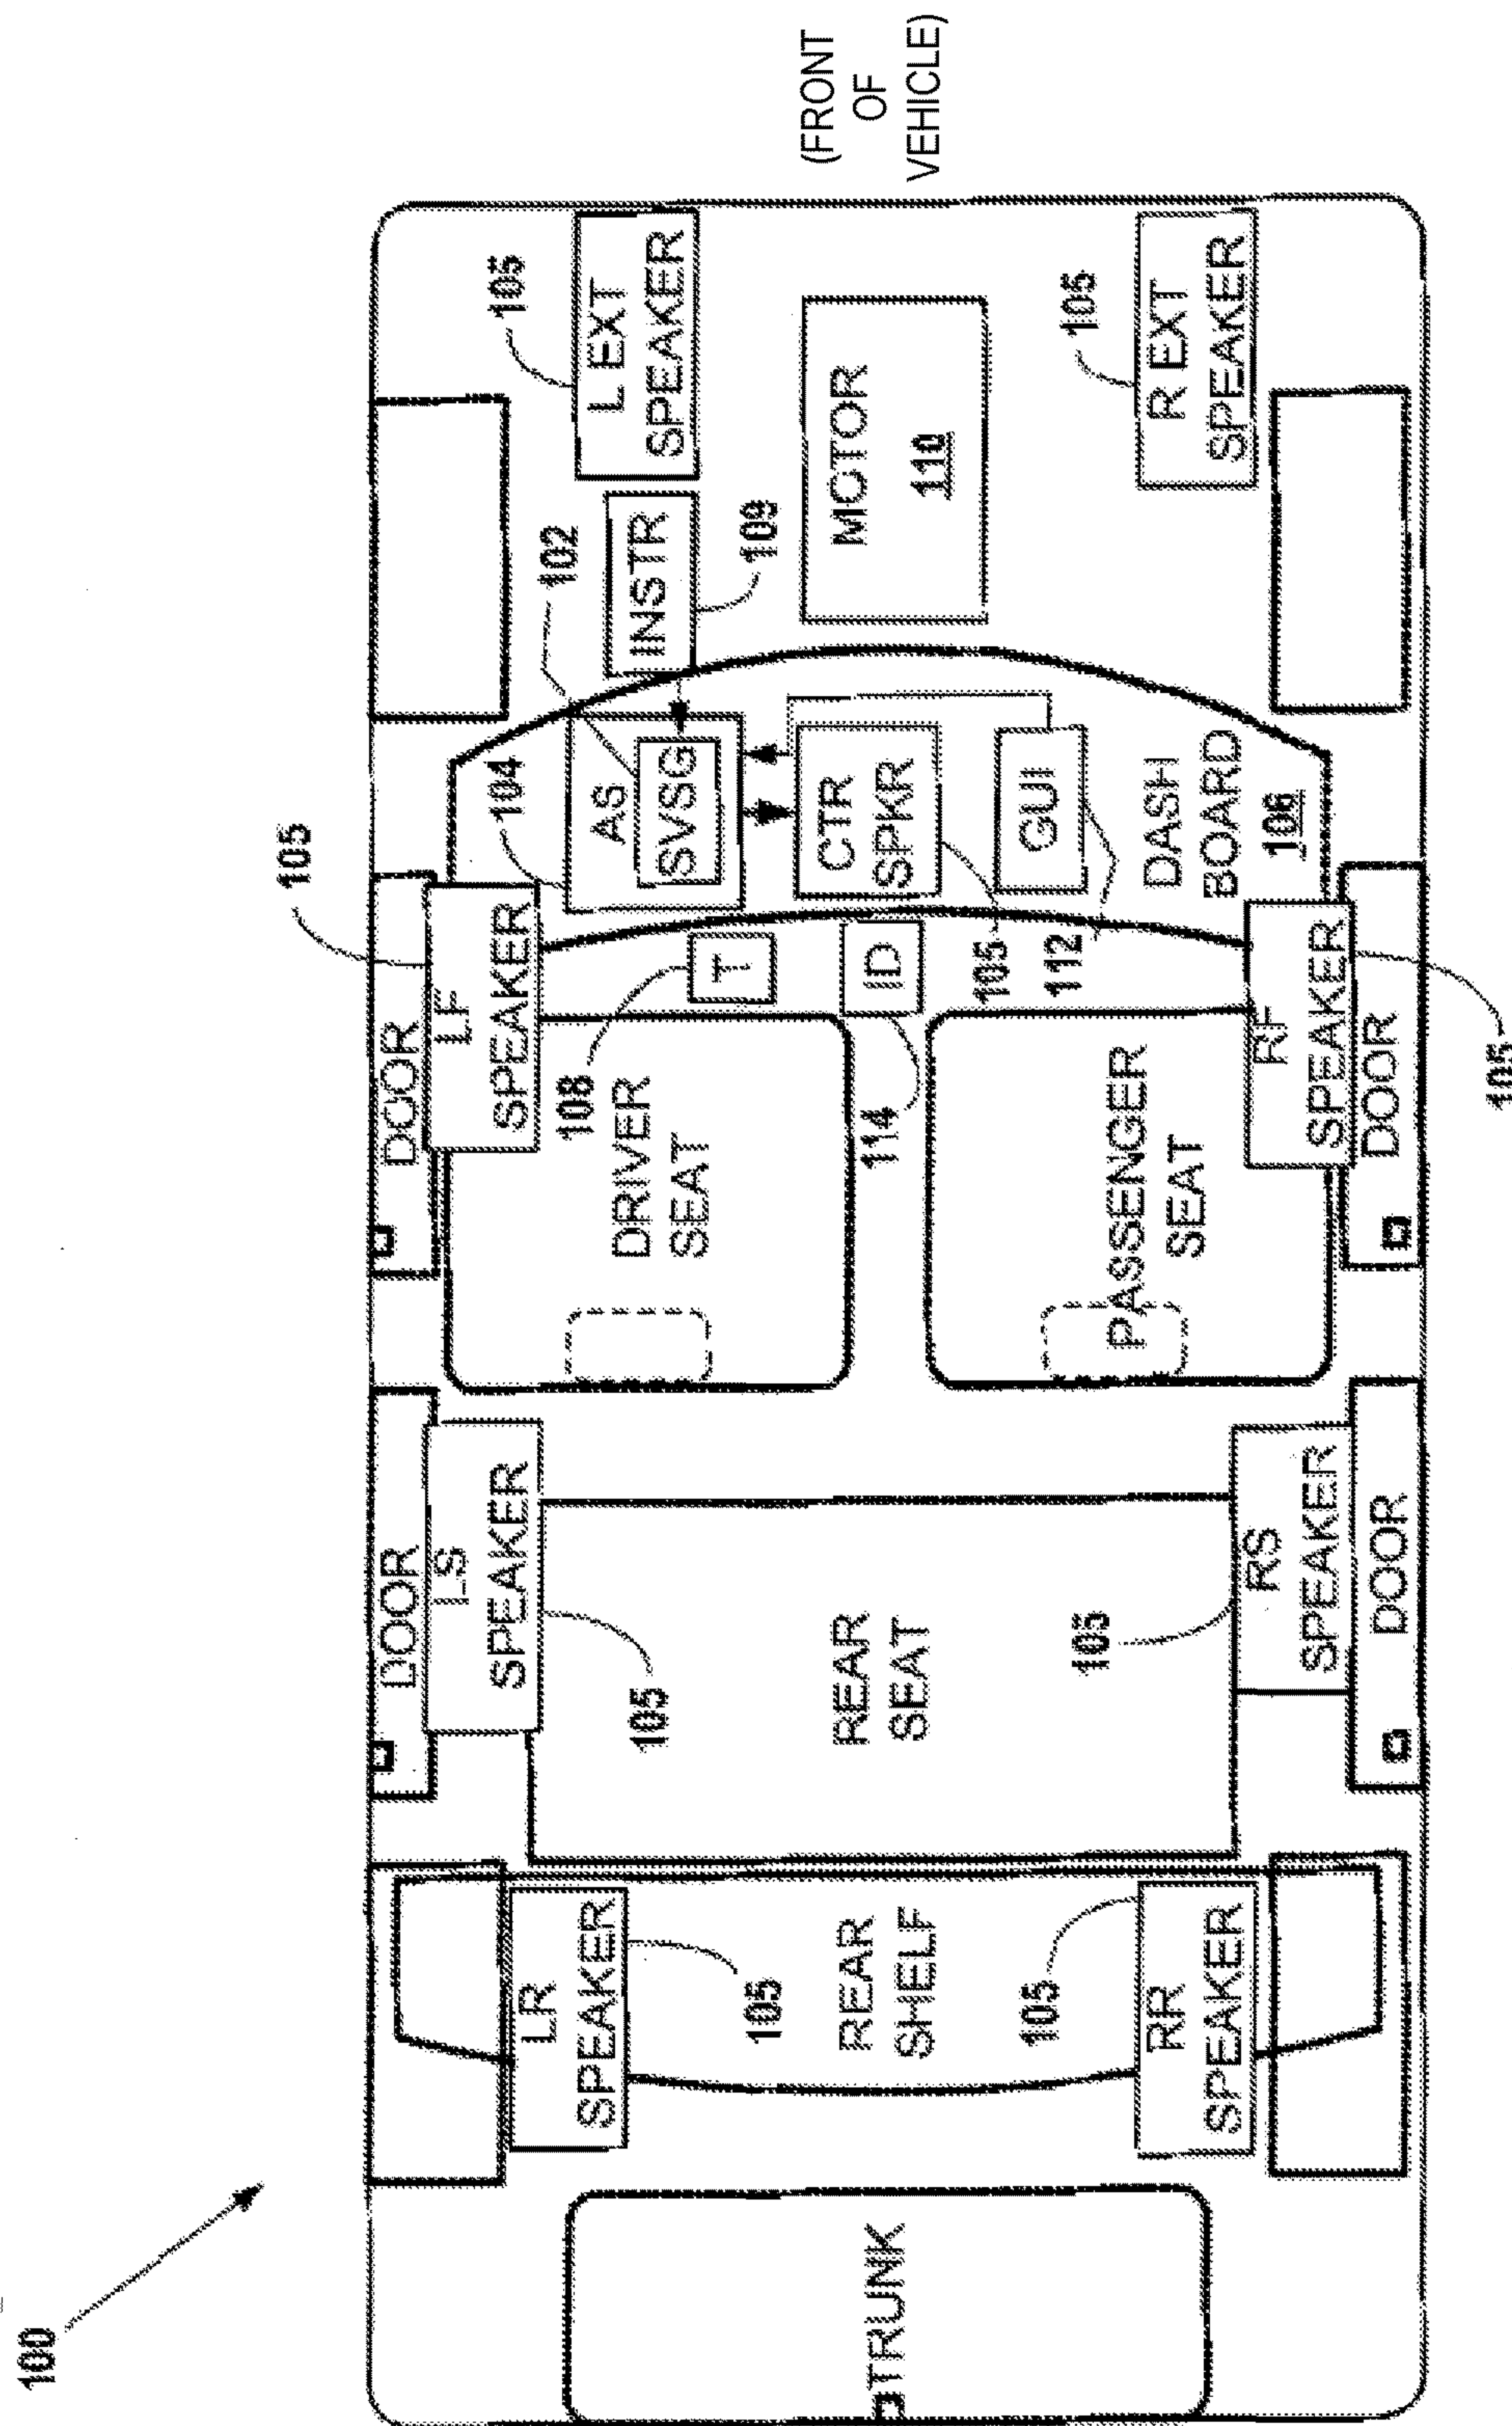 100
(FRONT
OF
VEHICLE)
105
L EXT
SPEAKER
105
R EXT
SPEAKER
MOTOR
110
102
INSTR
109
104
AS
SVSG
CTR
SPKR
105
GUI
112
DASH
BOARD
106
105
DOOR
LF
SPEAKER
T
108
ID
114
RF
SPEAKER
DOOR
105
DRIVER
SEAT
PASSENGER
SEAT
DOOR
LS
SPEAKER
105
REAR
SEAT
105
RS
SPEAKER
DOOR
LR
SPEAKER
105
REAR
SHELF
105
RR
SPEAKER
TRUNK